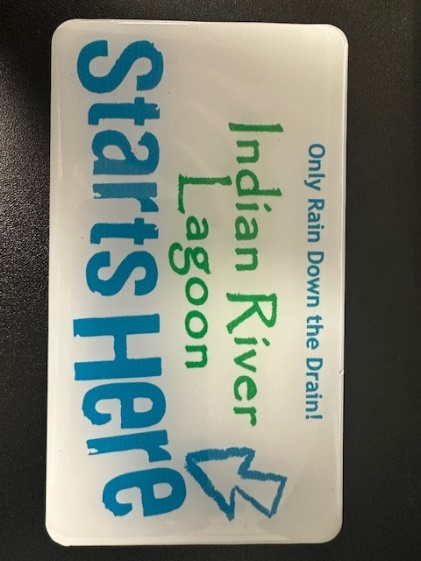 Only Rain Down the Drain!
Indian River
Lagoon
Starts Here